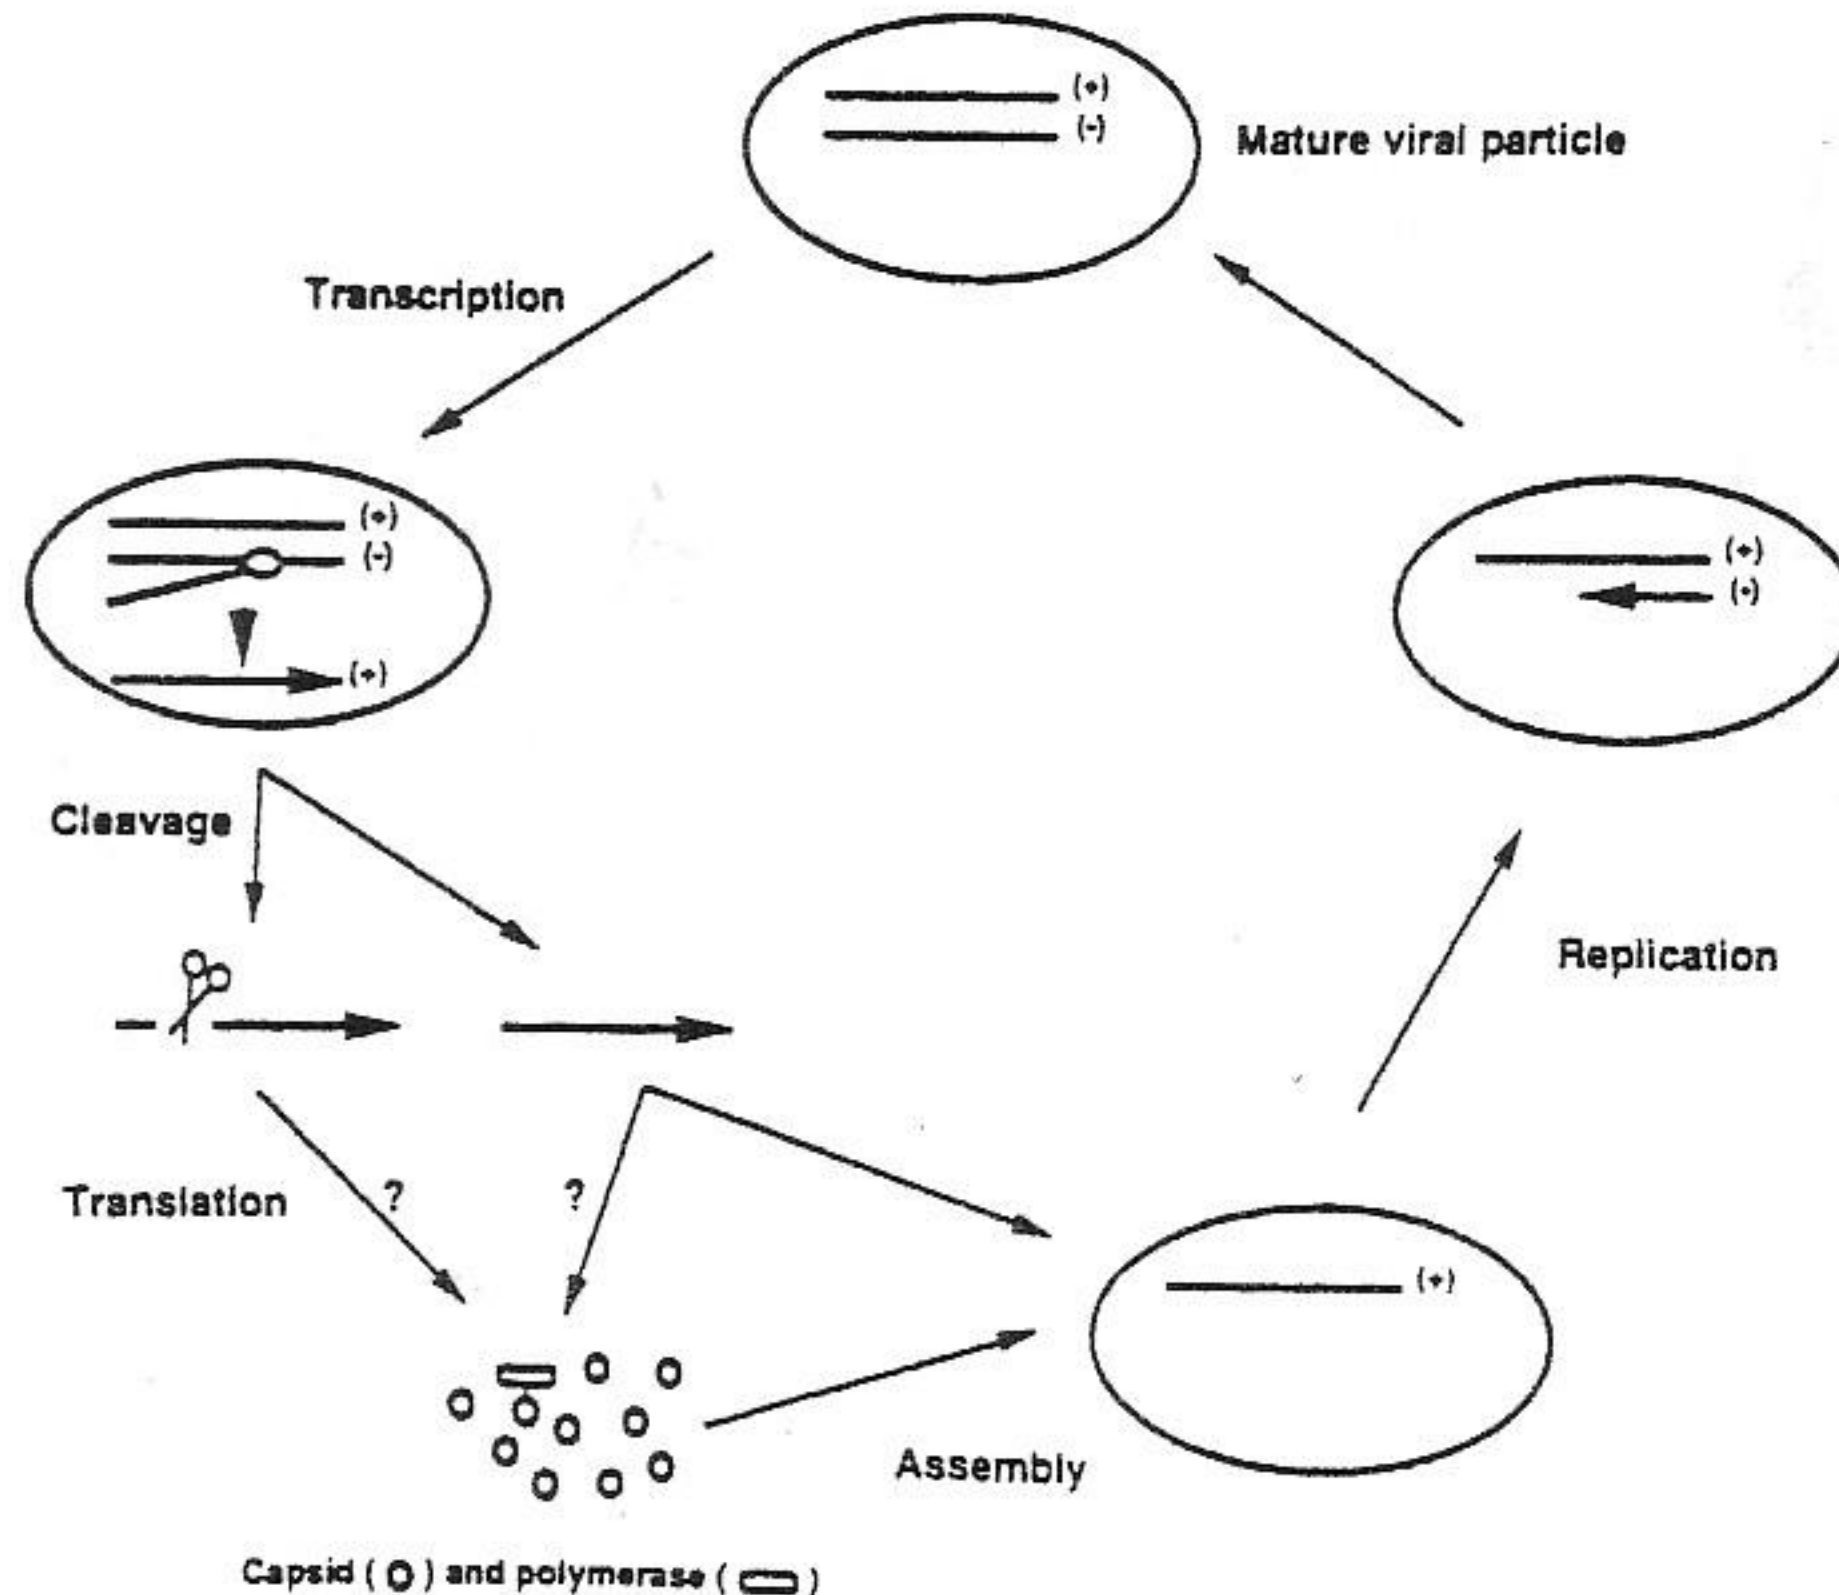 (+)
(-)
Mature viral particle
Transcription
(+)
(-)
(+)
(+)
(-)
Cleavage
Replication
Translation
?
?
(+)
Assembly
Capsid ( O ) and polymerase ( ▭ )